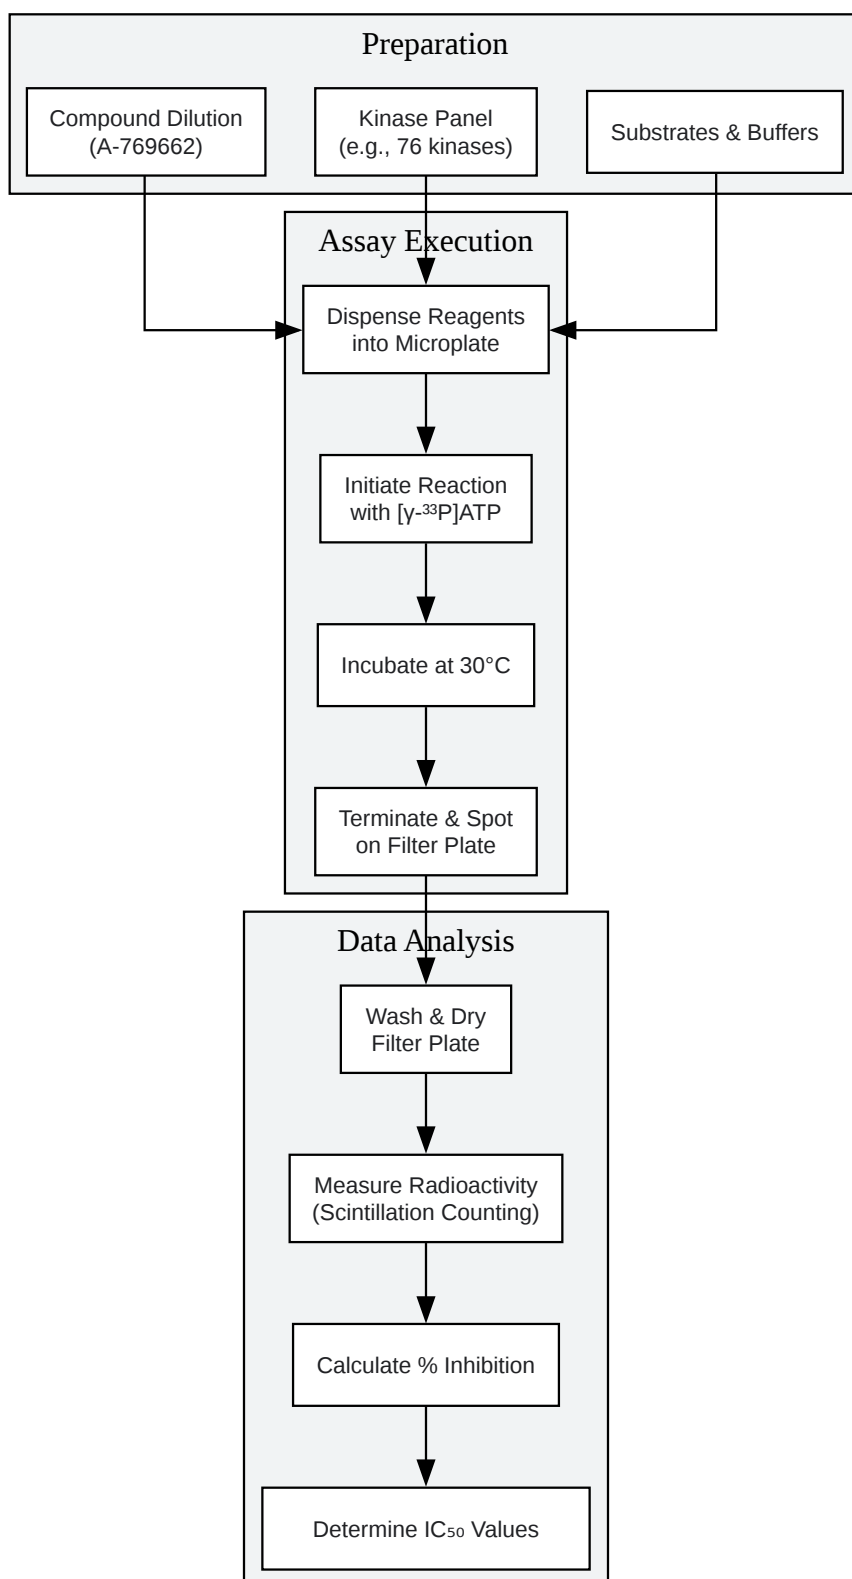 Preparation
Compound Dilution
(A-769662)
Kinase Panel
(e.g., 76 kinases)
Substrates & Buffers
Assay Execution
Dispense Reagents
into Microplate
Initiate Reaction
with [γ-³³P]ATP
Incubate at 30°C
Terminate & Spot
on Filter Plate
Data Analysis
Wash & Dry
Filter Plate
Measure Radioactivity
(Scintillation Counting)
Calculate % Inhibition
Determine IC₅₀ Values